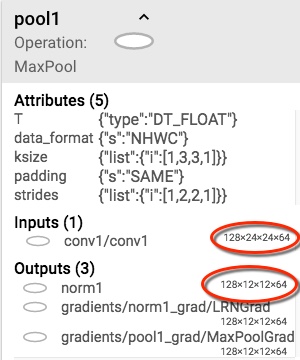 pool1
Operation:
MaxPool
Attributes (5)
T {"type":"DT_FLOAT"}
data_format {"s":"NHWC"}
ksize {"list":{"i":[1,3,3,1]}}
padding {"s":"SAME"}
strides {"list":{"i":[1,2,2,1]}}
Inputs (1)
conv1/conv1 128×24×24×64
Outputs (3)
norm1 128×12×12×64
gradients/norm1_grad/LRNGrad
128×12×12×64
gradients/pool1_grad/MaxPoolGrad
128×12×12×64